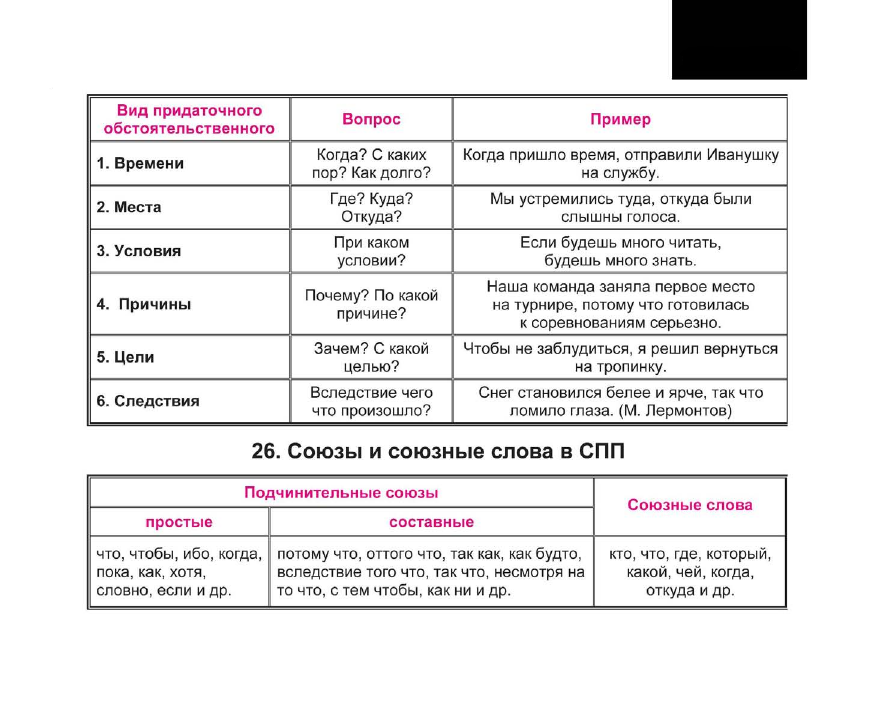 Вид придаточного
обстоятельственного
Вопрос
Пример
1. Времени
Когда? С каких
пор? Как долго?
Когда пришло время, отправили Иванушку
на службу.
2. Места
Где? Куда?
Откуда?
Мы устремились туда, откуда были
слышны голоса.
3. Условия
При каком
условии?
Если будешь много читать,
будешь много знать.
4. Причины
Почему? По какой
причине?
Наша команда заняла первое место
на турнире, потому что готовилась
к соревнованиям серьезно.
5. Цели
Зачем? С какой
целью?
Чтобы не заблудиться, я решил вернуться
на тропинку.
6. Следствия
Вследствие чего
что произошло?
Снег становился белее и ярче, так что
ломило глаза. (М. Лермонтов)
26. Союзы и союзные слова в СПП
Подчинительные союзы
Союзные слова
простые
составные
что, чтобы, ибо, когда,
пока, как, хотя,
словно, если и др.
потому что, оттого что, так как, как будто,
вследствие того что, так что, несмотря на
то что, с тем чтобы, как ни и др.
кто, что, где, который,
какой, чей, когда,
откуда и др.